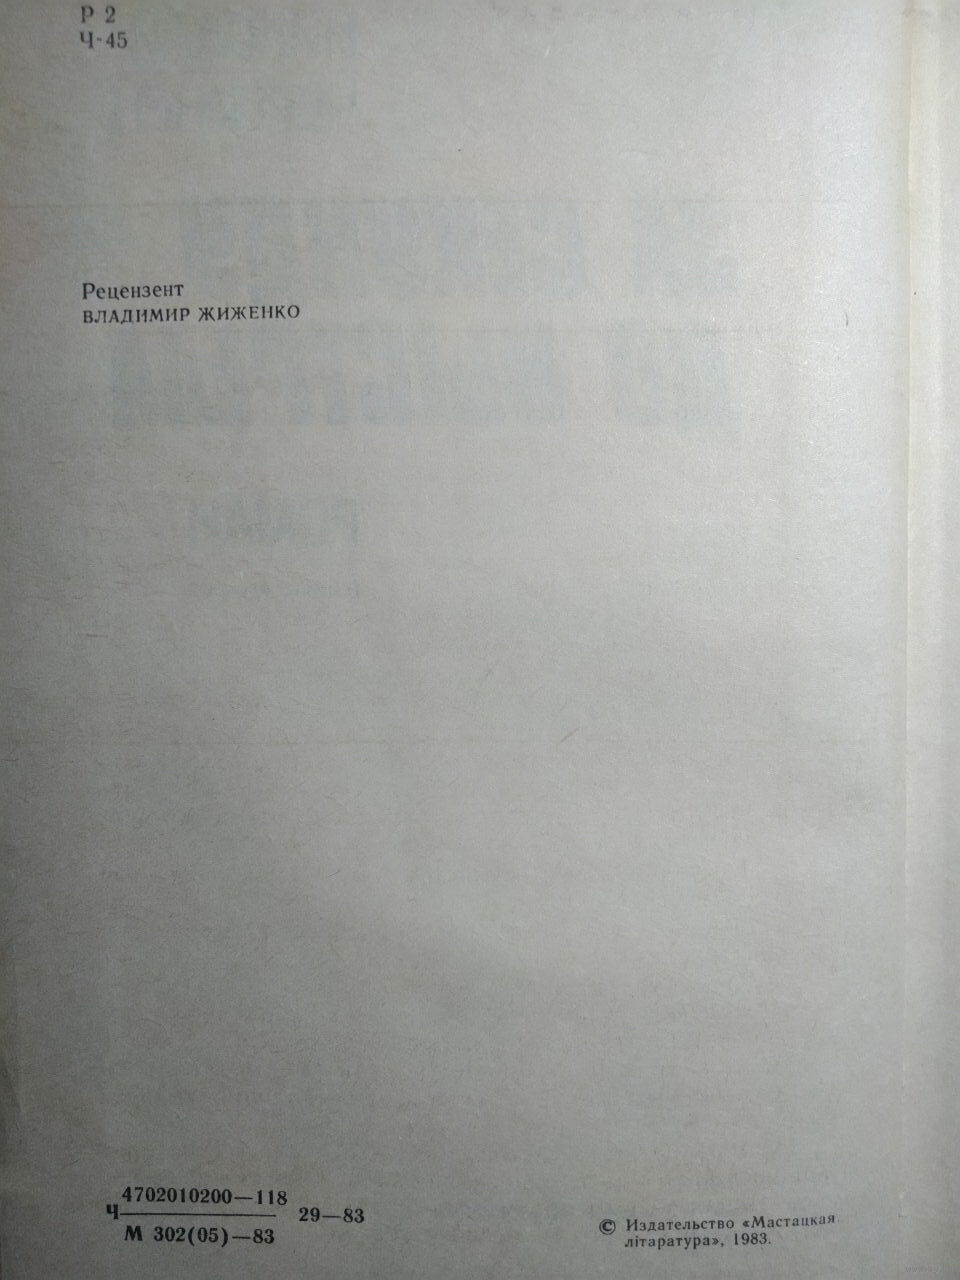 Р 2
Ч-45
Рецензент
ВЛАДИМИР ЖИЖЕНКО
4702010200—118
Ч 29—83
М 302(05)—83
© Издательство «Мастацкая
літаратура», 1983.